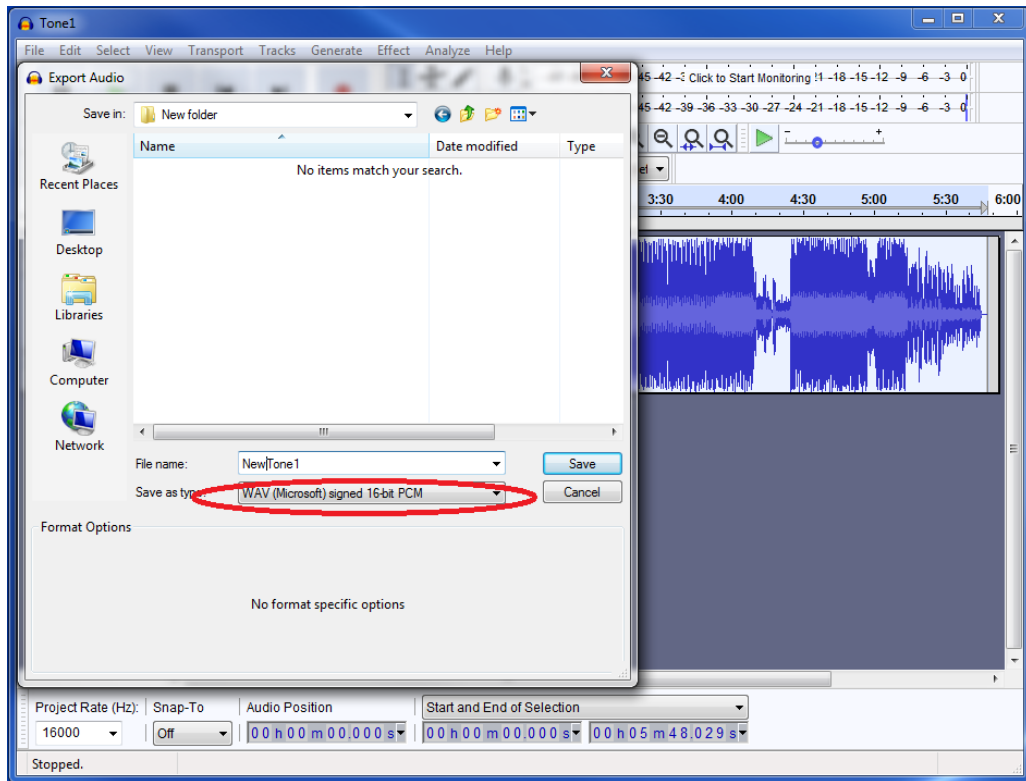 Tone1
File Edit Select View Transport Tracks Generate Effect Analyze Help
Export Audio
45 -42 -3 Click to Start Monitoring !1 -18 -15 -12 -9 -6 -3 0
45 -42 -39 -36 -33 -30 -27 -24 -21 -18 -15 -12 -9 -6 -3 0
Save in: New folder
Name Date modified Type
No items match your search.
3:30 4:00 4:30 5:00 5:30 6:00
Recent Places
Desktop
Libraries
Computer
Network
File name: NewTone1 Save
Save as type: WAV (Microsoft) signed 16-bit PCM Cancel
Format Options
No format specific options
Project Rate (Hz): Snap-To Audio Position Start and End of Selection
16000 Off 00 h 00 m 00.000 s 00 h 00 m 00.000 s 00 h 05 m 48.029 s
Stopped.